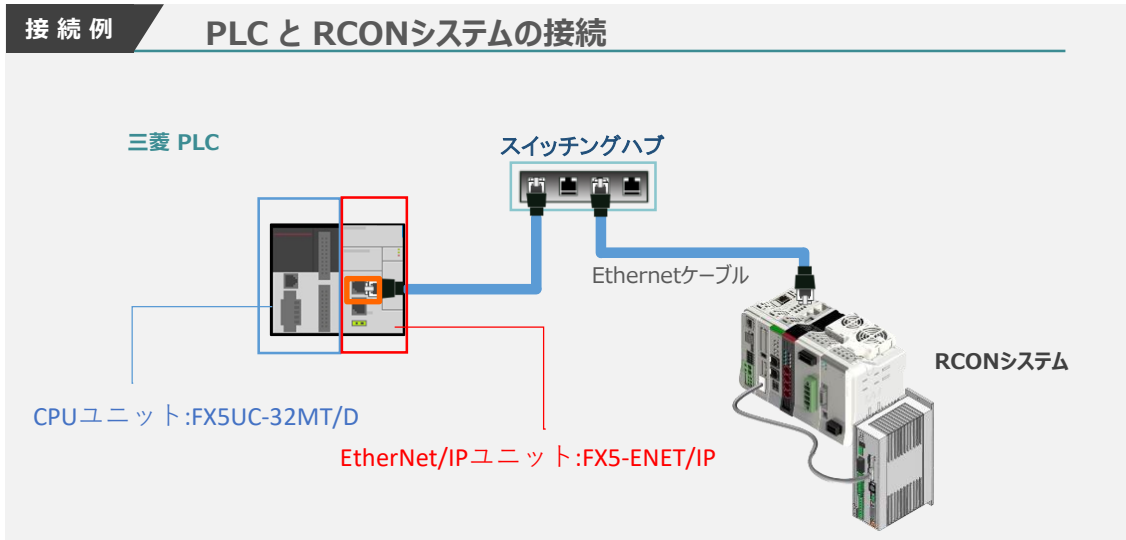 接続例
PLC と RCONシステムの接続
三菱 PLC
スイッチングハブ
Ethernetケーブル
RCONシステム
CPUユニット:FX5UC-32MT/D
EtherNet/IPユニット:FX5-ENET/IP